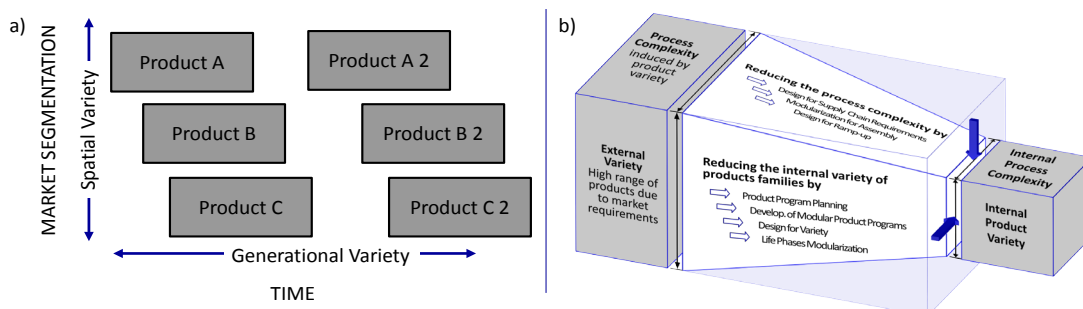 a)
MARKET SEGMENTATION
Spatial Variety
Product A
Product A 2
Product B
Product B 2
Product C
Product C 2
Generational Variety
TIME
b)
Process
Complexity
induced by
product
variety
Reducing the process complexity by
Design for Supply Chain Requirements
Modularization for Assembly
Design for Ramp-up
External
Variety
High range of
products due
to market
requirements
Reducing the internal variety of
products families by
Product Program Planning
Develop. of Modular Product Programs
Design for Variety
Life Phases Modularization
Internal
Process
Complexity
Internal
Product
Variety